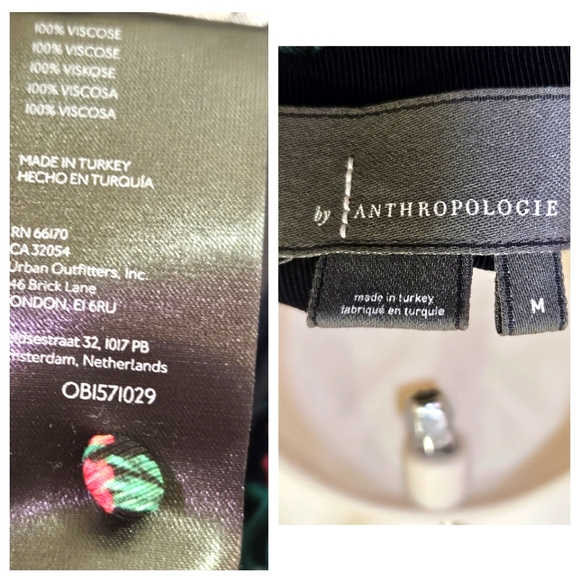 100% VISCOSE
100% VISCOSE
100% VISKOSE
100% VISCOSA
100% VISCOSA
MADE IN TURKEY
HECHO EN TURQUÍA
RN 66170
CA 32054
Urban Outfitters, Inc.
46 Brick Lane
LONDON, E1 6RU
32, 1017 PB
Netherlands
OB1571029
by ANTHROPOLOGIE
made in turkey
fabriqué en turquie
M